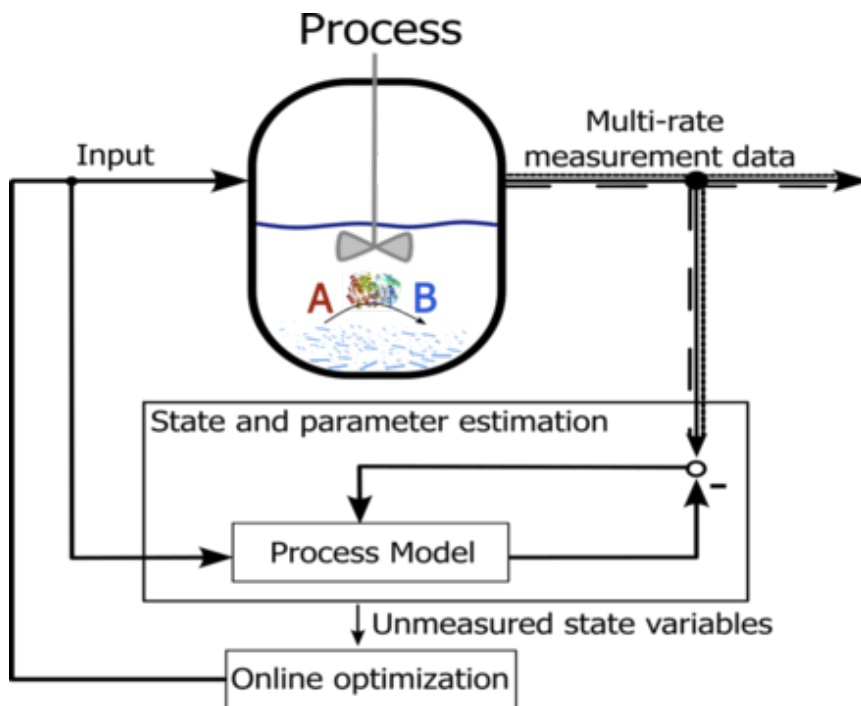 Process
Input
Multi-rate
measurement data
A
B
State and parameter estimation
-
Process Model
Unmeasured state variables
Online optimization